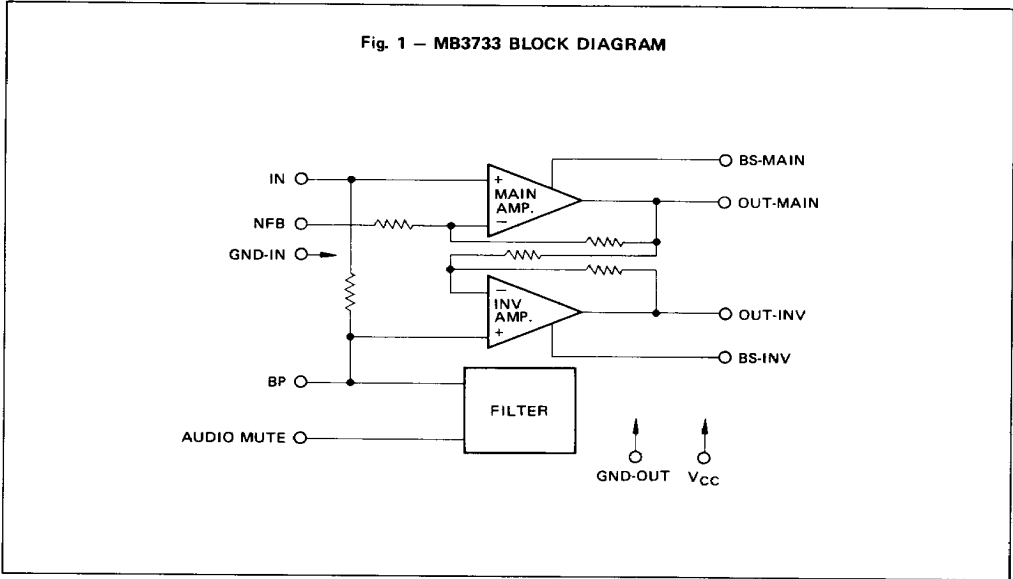 Fig. 1 — MB3733 BLOCK DIAGRAM
BS-MAIN
IN
+
MAIN
AMP.
−
OUT-MAIN
NFB
GND-IN
−
INV
AMP.
+
OUT-INV
BS-INV
BP
FILTER
AUDIO MUTE
GND-OUT
VCC